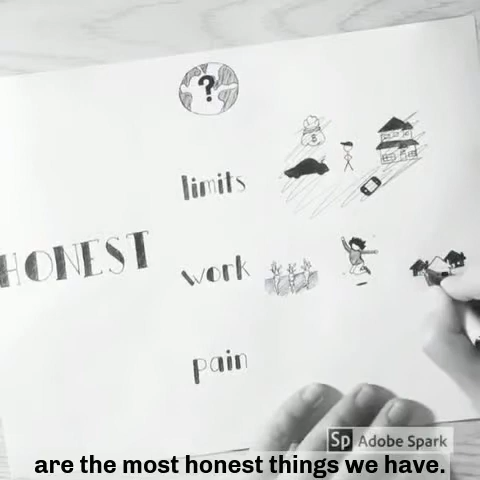 ?
$
limits
HONEST
work
pain
Sp Adobe Spark
are the most honest things we have.